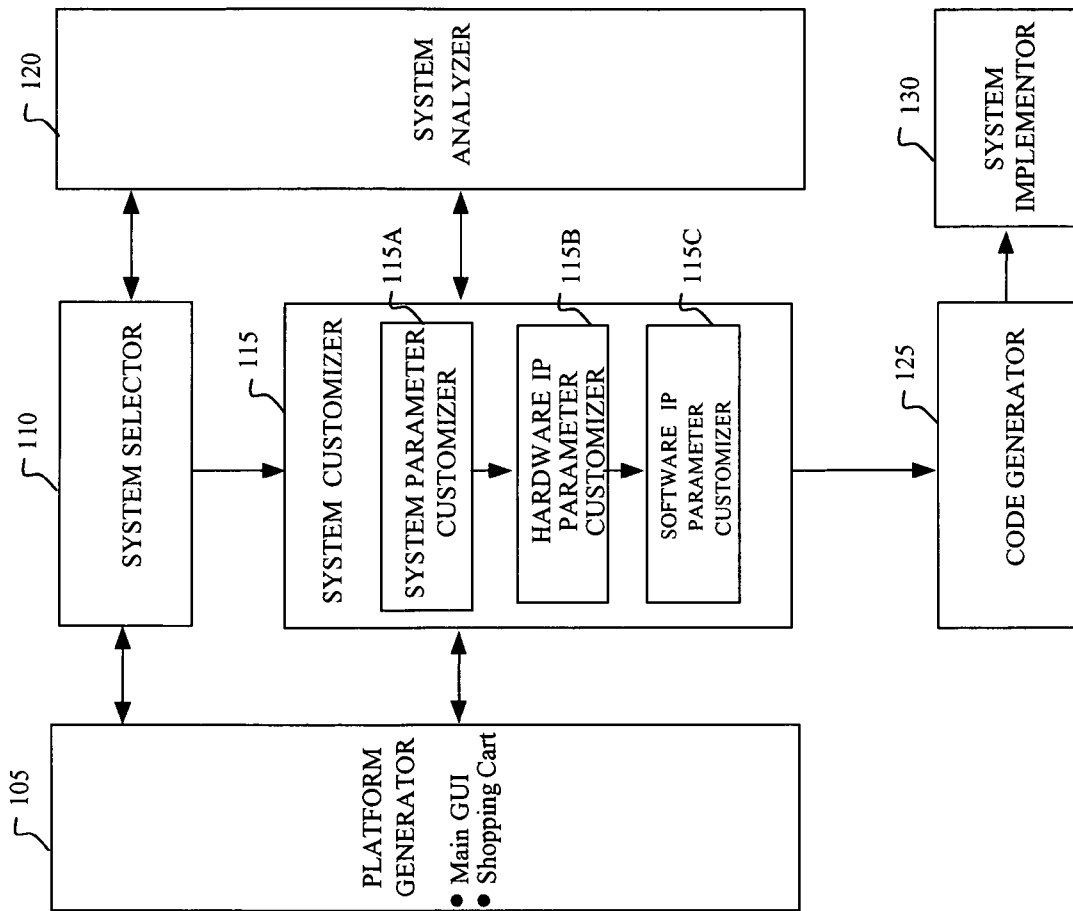 105
PLATFORM
GENERATOR
● Main GUI
● Shopping Cart
110
SYSTEM SELECTOR
115
SYSTEM CUSTOMIZER
115A
SYSTEM PARAMETER
CUSTOMIZER
115B
HARDWARE IP
PARAMETER
CUSTOMIZER
115C
SOFTWARE IP
PARAMETER
CUSTOMIZER
120
SYSTEM
ANALYZER
125
CODE GENERATOR
130
SYSTEM
IMPLEMENTOR